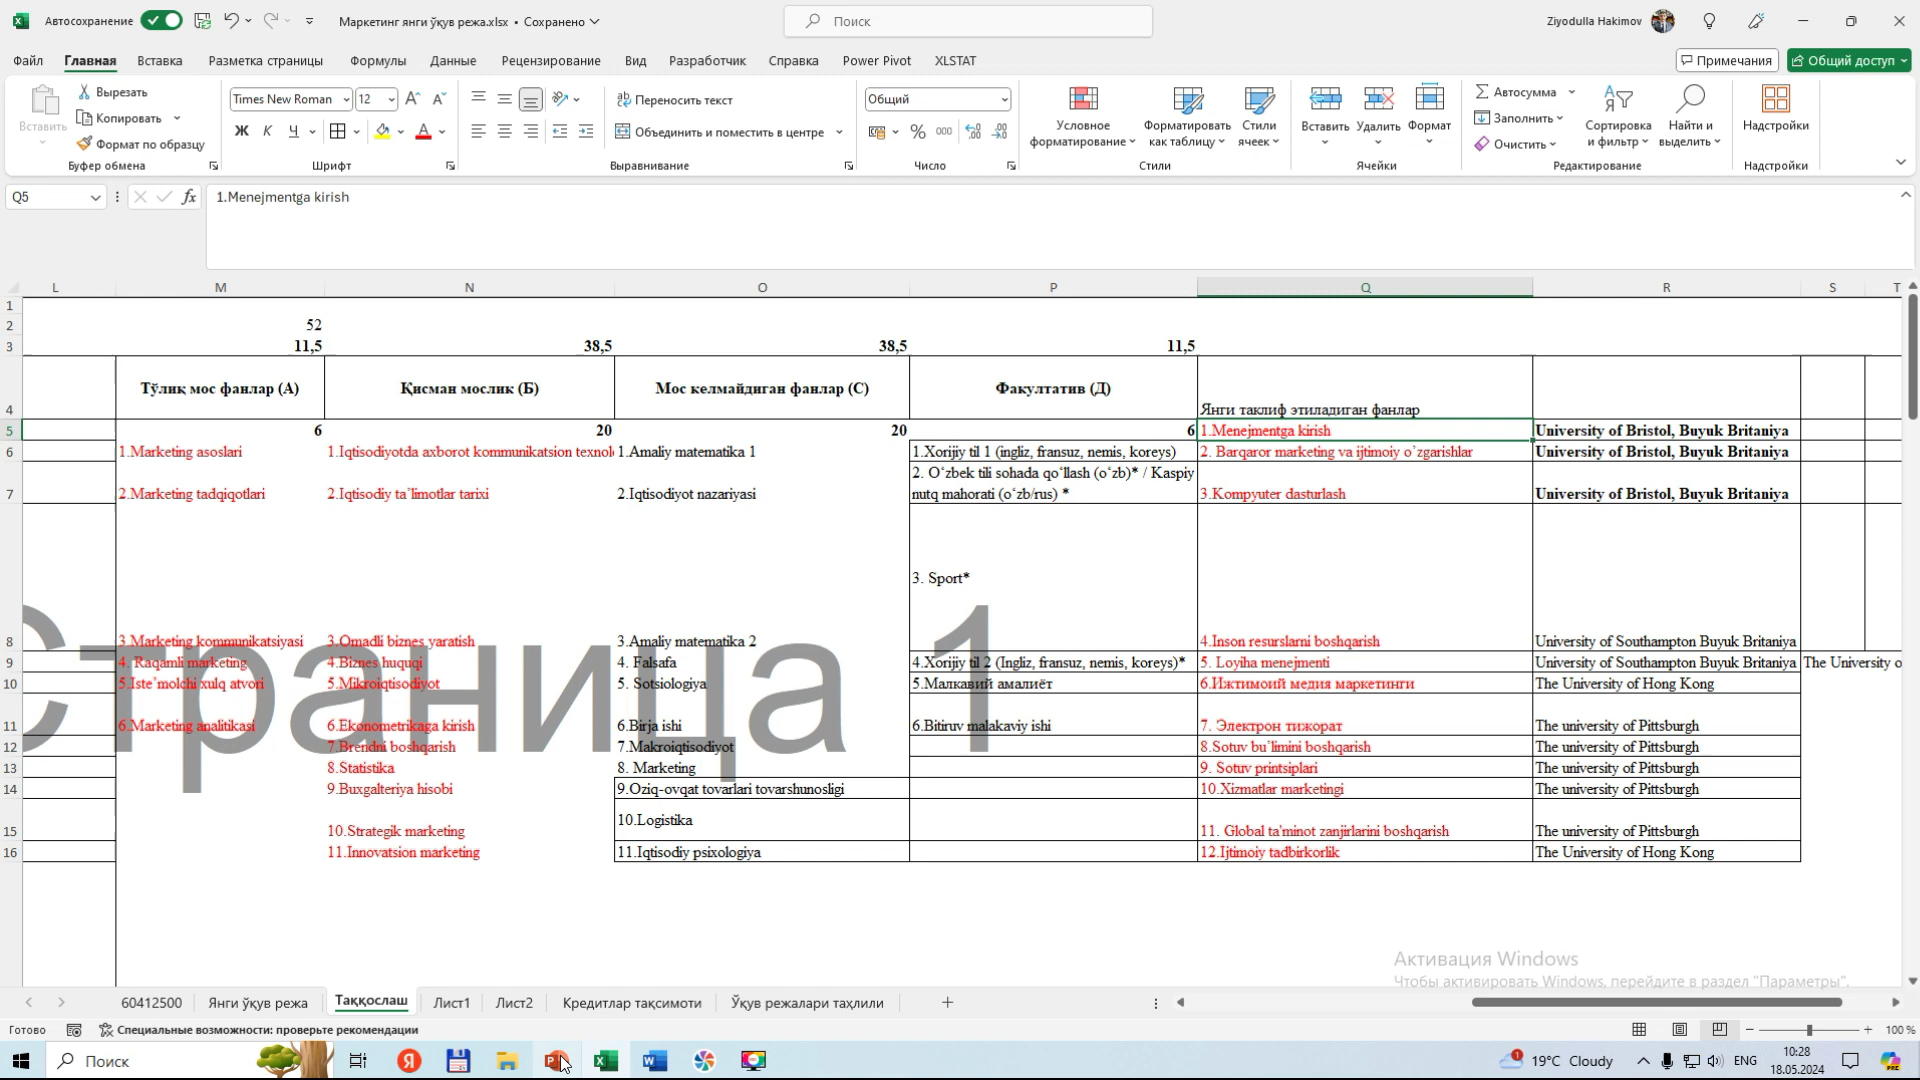 Автосохранение
Маркетинг янги ўқув режа.xlsx • Сохранено
Поиск
Ziyodulla Hakimov
Файл Главная Вставка Разметка страницы Формулы Данные Рецензирование Вид Разработчик Справка Power Pivot XLSTAT
Примечания Общий доступ
Вставить
Вырезать
Копировать
Формат по образцу
Буфер обмена
Times New Roman 12
Ж К Ч
Шрифт
Переносить текст
Объединить и поместить в центре
Выравнивание
Общий
% 000
Число
Условное форматирование
Форматировать как таблицу
Стили ячеек
Стили
Вставить Удалить Формат
Ячейки
Автосумма
Заполнить
Очистить
Сортировка и фильтр
Найти и выделить
Редактирование
Надстройки
Надстройки
Q5 fx 1.Menejmentga kirish
L M N O P Q R S T
1
2 52
3 11,5 38,5 38,5 11,5
4 Тўлиқ мос фанлар (А) Қисман мослик (Б) Мос келмайдиган фанлар (С) Факултатив (Д) Янги таклиф этиладиган фанлар
5 6 20 20 6 1.Menejmentga kirish University of Bristol, Buyuk Britaniya
6 1.Marketing asoslari 1.Iqtisodiyotda axborot kommunikatsion texnol 1.Amaliy matematika 1 1.Xorijiy til 1 (ingliz, fransuz, nemis, koreys) 2. Barqaror marketing va ijtimoiy o’zgarishlar University of Bristol, Buyuk Britaniya
7 2.Marketing tadqiqotlari 2.Iqtisodiy ta’limotlar tarixi 2.Iqtisodiyot nazariyasi 2. O‘zbek tili sohada qo‘llash (o‘zb)* / Kaspiy nutq mahorati (o‘zb/rus) * 3.Kompyuter dasturlash University of Bristol, Buyuk Britaniya
3. Sport*
8 3.Marketing kommunikatsiyasi 3.Omadli biznes yaratish 3.Amaliy matematika 2 4.Inson resurslarni boshqarish University of Southampton Buyuk Britaniya
9 4. Raqamli marketing 4.Biznes huquqi 4. Falsafa 4.Xorijiy til 2 (Ingliz, fransuz, nemis, koreys)* 5. Loyiha menejmenti University of Southampton Buyuk Britaniya The University o
10 5.Iste’molchi xulq atvori 5.Mikroiqtisodiyot 5. Sotsiologiya 5.Малкавий амалиёт 6.Ижтимоий медия маркетинги The University of Hong Kong
11 6.Marketing analitikasi 6.Ekonometrikaga kirish 6.Birja ishi 6.Bitiruv malakaviy ishi 7. Электрон тижорат The university of Pittsburgh
12 7.Brendni boshqarish 7.Makroiqtisodiyot 8.Sotuv bu’limini boshqarish The university of Pittsburgh
13 8.Statistika 8. Marketing 9. Sotuv printsiplari The university of Pittsburgh
14 9.Buxgalteriya hisobi 9.Oziq-ovqat tovarlari tovarshunosligi 10.Xizmatlar marketingi The university of Pittsburgh
15 10.Strategik marketing 10.Logistika 11. Global ta'minot zanjirlarini boshqarish The university of Pittsburgh
16 11.Innovatsion marketing 11.Iqtisodiy psixologiya 12.Ijtimoiy tadbirkorlik The University of Hong Kong
Страница 1
Активация Windows
Чтобы активировать Windows, перейдите в раздел "Параметры".
60412500 Янги ўқув режа Таққослаш Лист1 Лист2 Кредитлар тақсимоти Ўқув режалари таҳлили
Готово Специальные возможности: проверьте рекомендации 100 %
Поиск
19°C Cloudy ENG 10:28
18.05.2024